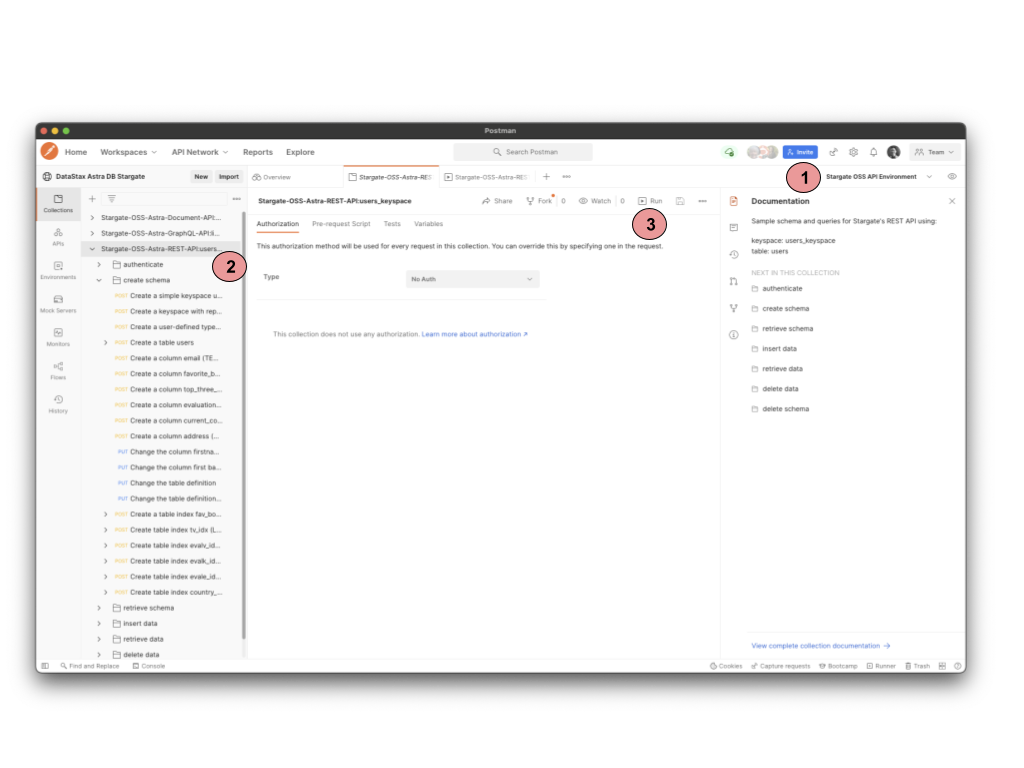 Postman
Home Workspaces API Network Reports Explore
Search Postman
Invite
Team
DataStax Astra DB Stargate
New Import
Overview
Stargate-OSS-Astra-RES
Stargate-OSS-Astra-RES
1
Stargate OSS API Environment
Collections
APIs
Environments
Mock Servers
Monitors
Flows
History
Stargate-OSS-Astra-Document-API:...
Stargate-OSS-Astra-GraphQL-API:li...
Stargate-OSS-Astra-REST-API:users...
2
authenticate
create schema
POST Create a simple keyspace u...
POST Create a keyspace with rep...
POST Create a user-defined type...
POST Create a table users
POST Create a column email (TE...
POST Create a column favorite_b...
POST Create a column top_three_...
POST Create a column evaluation...
POST Create a column current_co...
POST Create a column address (...
PUT Change the column firstna...
PUT Change the column first ba...
PUT Change the table definition
PUT Change the table definition...
POST Create a table index fav_bo...
POST Create table index tv_idx (L...
POST Create table index evalv_id...
POST Create table index evalk_id...
POST Create table index evale_id...
POST Create table index country_...
retrieve schema
insert data
retrieve data
delete data
Stargate-OSS-Astra-REST-API:users_keyspace
Share Fork 0 Watch 0 Run
3
Authorization Pre-request Script Tests Variables
This authorization method will be used for every request in this collection. You can override this by specifying one in the request.
Type
No Auth
This collection does not use any authorization. Learn more about authorization ↗
Documentation
Sample schema and queries for Stargate's REST API using:
keyspace: users_keyspace
table: users
NEXT IN THIS COLLECTION
authenticate
create schema
retrieve schema
insert data
retrieve data
delete data
delete schema
View complete collection documentation →
Find and Replace Console
Cookies Capture requests Bootcamp Runner Trash